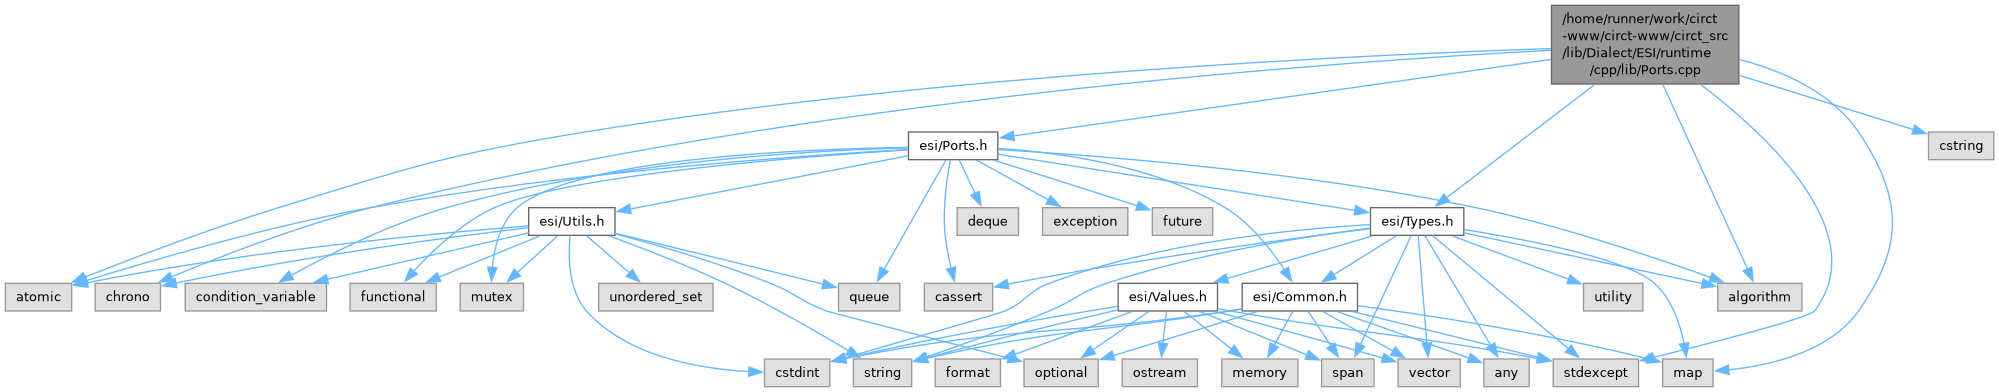 /home/runner/work/circt
-www/circt-www/circt_src
/lib/Dialect/ESI/runtime
/cpp/lib/Ports.cpp
esi/Ports.h
cstring
esi/Utils.h
deque
exception
future
esi/Types.h
atomic
chrono
condition_variable
functional
mutex
unordered_set
queue
cassert
esi/Values.h
esi/Common.h
utility
algorithm
cstdint
string
format
optional
ostream
memory
span
vector
any
stdexcept
map